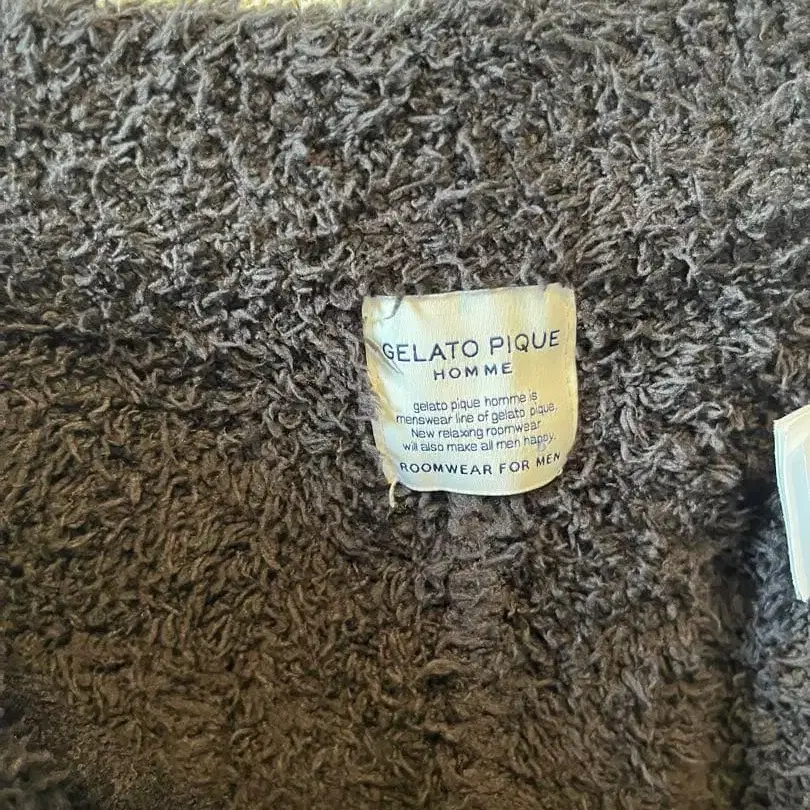 GELATO PIQUE
HOMME
gelato pique homme is
menswear line of gelato pique.
New relaxing roomwear
will also make all men happy.
ROOMWEAR FOR MEN